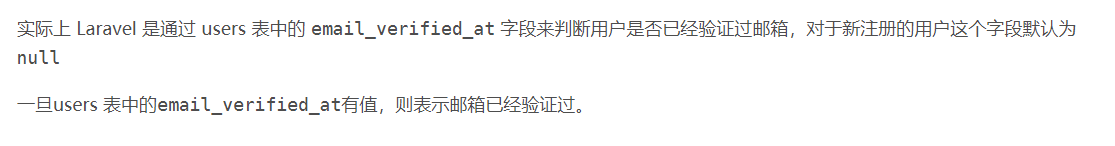 实际上 Laravel 是通过 users 表中的 email_verified_at 字段来判断用户是否已经验证过邮箱，对于新注册的用户这个字段默认为
null
一旦users 表中的email_verified_at有值，则表示邮箱已经验证过。